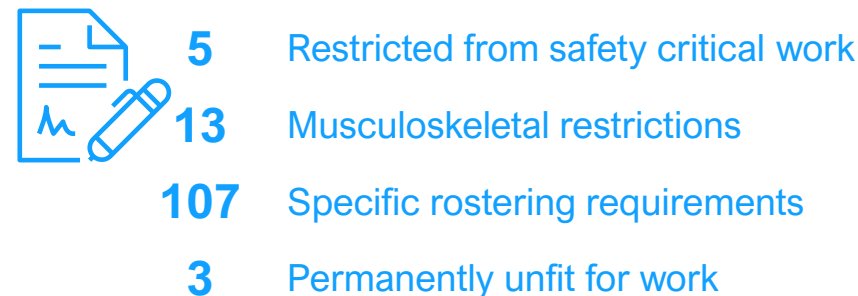 5 Restricted from safety critical work
13 Musculoskeletal restrictions
107 Specific rostering requirements
3 Permanently unfit for work